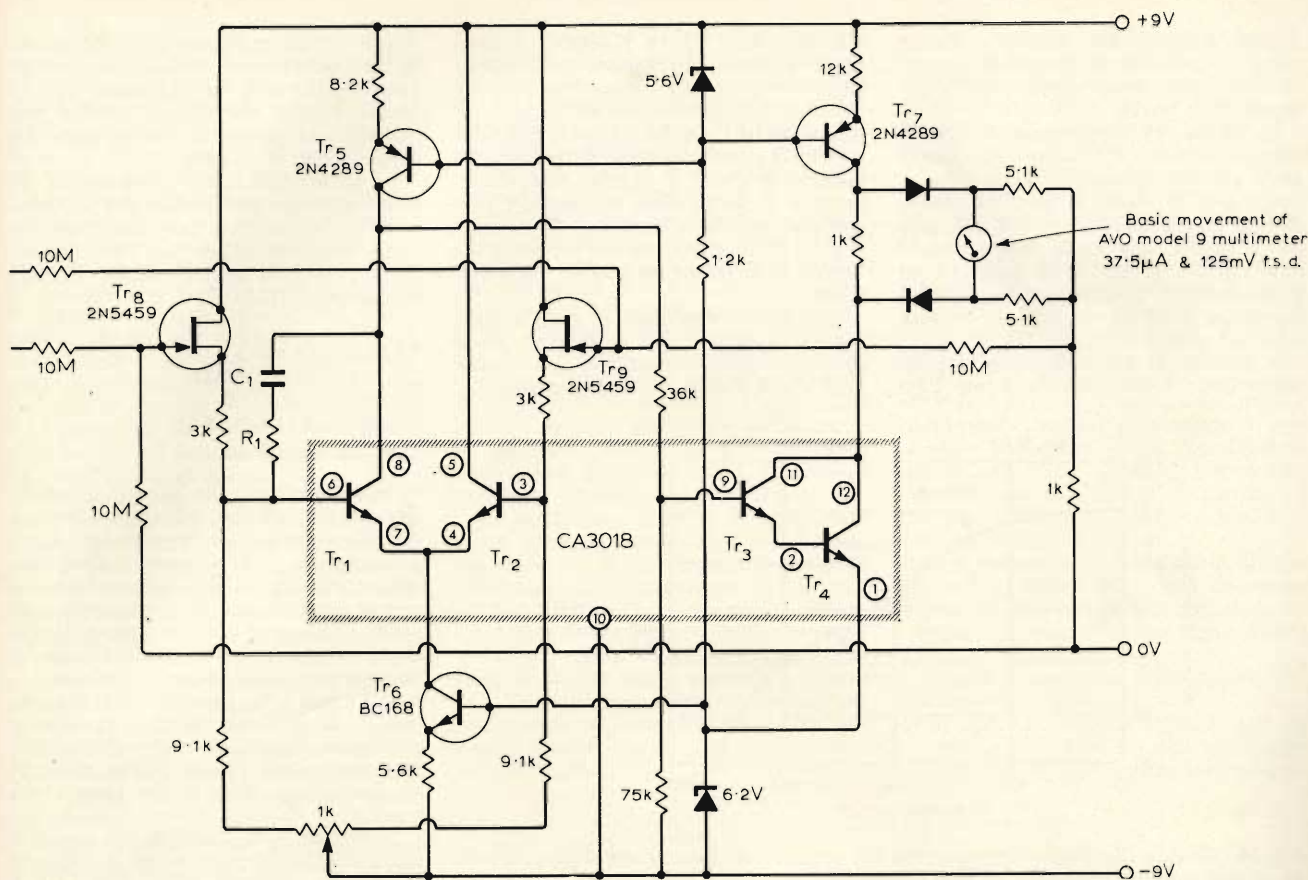 +9V
8·2k
5·6V
12k
Tr5
2N4289
Tr7
2N4289
5·1k
1k
Basic movement of
AVO model 9 multimeter
37·5μA & 125mV f.s.d.
10M
1·2k
Tr8
2N5459
5·1k
10M
10M
Tr9
2N5459
C1
3k
36k
3k
R1
6
8
5
3
9
11
12
1k
10M
7
4
CA3018
2
Tr1
Tr2
Tr3
Tr4
1
10
0V
Tr6
BC168
9·1k
5·6k
9·1k
75k
6·2V
1k
-9V